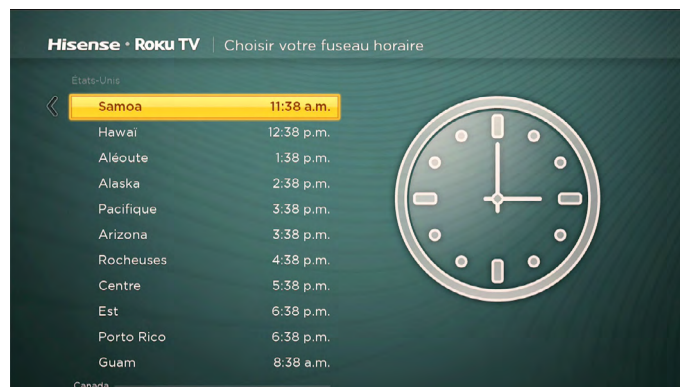 Hisense • ROKU TV | Choisir votre fuseau horaire
États-Unis
Samoa 11:38 a.m.
Hawaï 12:38 p.m.
Aléoute 1:38 p.m.
Alaska 2:38 p.m.
Pacifique 3:38 p.m.
Arizona 3:38 p.m.
Rocheuses 4:38 p.m.
Centre 5:38 p.m.
Est 6:38 p.m.
Porto Rico 6:38 p.m.
Guam 8:38 a.m.
Canada